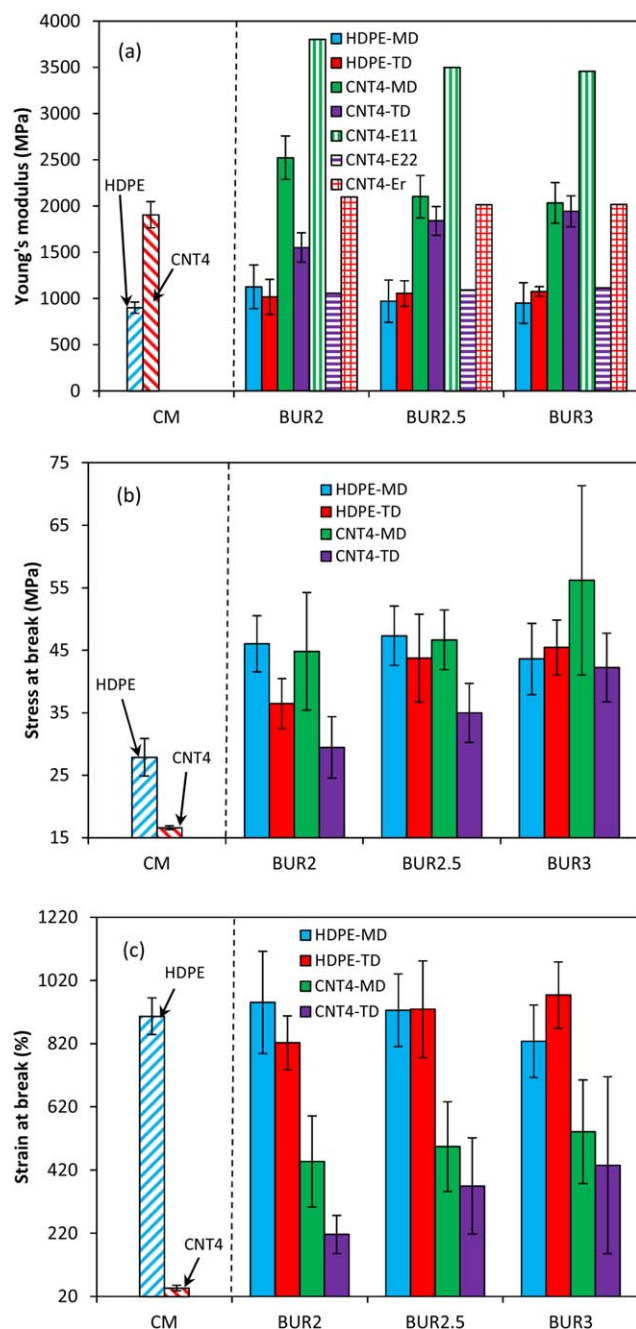 (a)
HDPE-MD
HDPE-TD
CNT4-MD
CNT4-TD
CNT4-E11
CNT4-E22
CNT4-Er
HDPE
CNT4
Young's modulus (MPa)
4000
3500
3000
2500
2000
1500
1000
500
0
CM
BUR2
BUR2.5
BUR3
(b)
HDPE-MD
HDPE-TD
CNT4-MD
CNT4-TD
HDPE
CNT4
Stress at break (MPa)
75
65
55
45
35
25
15
CM
BUR2
BUR2.5
BUR3
(c)
HDPE-MD
HDPE-TD
CNT4-MD
CNT4-TD
HDPE
CNT4
Strain at break (%)
1220
1020
820
620
420
220
20
CM
BUR2
BUR2.5
BUR3